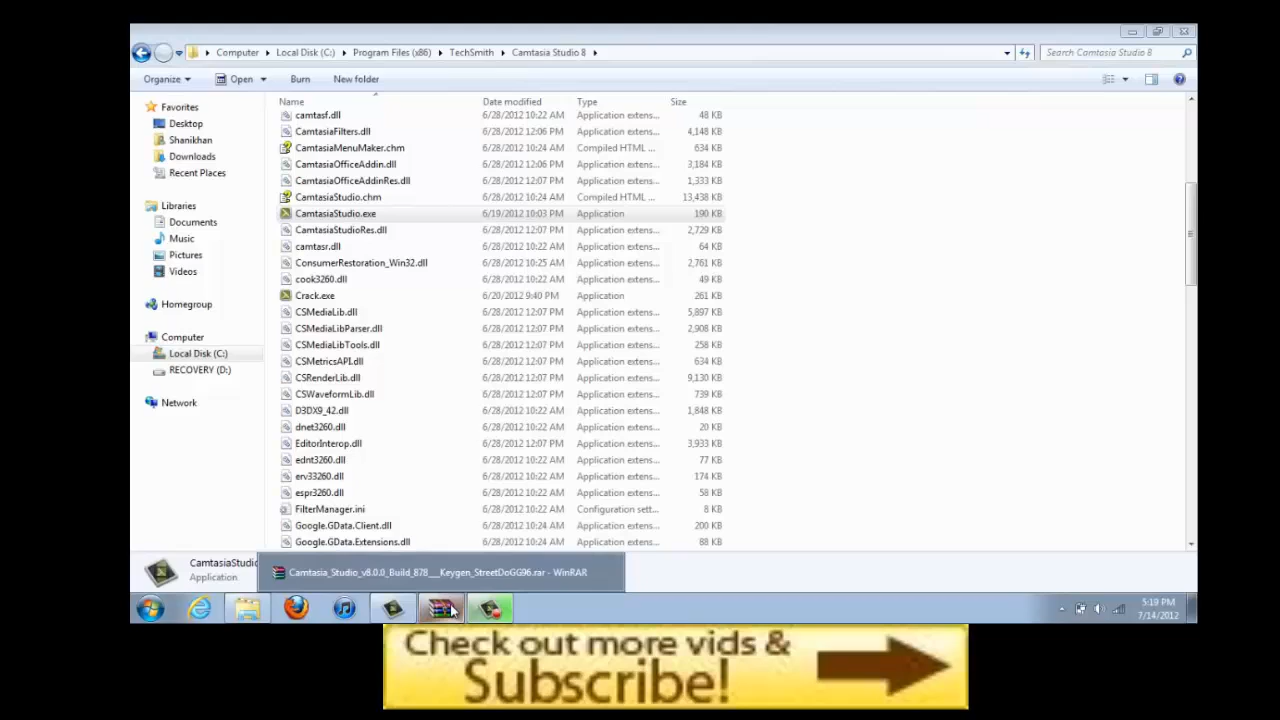 Computer Local Disk (C:) Program Files (x86) TechSmith Camtasia Studio 8 Search Camtasia Studio 8
Organize Open Burn New folder
Favorites
Desktop
Shanikhan
Downloads
Recent Places
Libraries
Documents
Music
Pictures
Videos
Homegroup
Computer
Local Disk (C:)
RECOVERY (D:)
Network
Name Date modified Type Size
camtasf.dll 6/28/2012 10:22 AM Application extens... 48 KB
CamtasiaFilters.dll 6/28/2012 12:06 PM Application extens... 4,148 KB
CamtasiaMenuMaker.chm 6/28/2012 10:24 AM Compiled HTML ... 634 KB
CamtasiaOfficeAddin.dll 6/28/2012 12:06 PM Application extens... 3,184 KB
CamtasiaOfficeAddinRes.dll 6/28/2012 12:07 PM Application extens... 1,333 KB
CamtasiaStudio.chm 6/28/2012 10:24 AM Compiled HTML ... 13,438 KB
CamtasiaStudio.exe 6/19/2012 10:03 PM Application 190 KB
CamtasiaStudioRes.dll 6/28/2012 12:07 PM Application extens... 2,729 KB
camtasr.dll 6/28/2012 10:22 AM Application extens... 64 KB
ConsumerRestoration_Win32.dll 6/28/2012 10:25 AM Application extens... 2,761 KB
cook3260.dll 6/28/2012 10:22 AM Application extens... 49 KB
Crack.exe 6/20/2012 9:40 PM Application 261 KB
CSMediaLib.dll 6/28/2012 12:07 PM Application extens... 5,897 KB
CSMediaLibParser.dll 6/28/2012 12:07 PM Application extens... 2,908 KB
CSMediaLibTools.dll 6/28/2012 12:07 PM Application extens... 258 KB
CSMetricsAPI.dll 6/28/2012 12:07 PM Application extens... 634 KB
CSRenderLib.dll 6/28/2012 12:07 PM Application extens... 9,130 KB
CSWaveformLib.dll 6/28/2012 12:07 PM Application extens... 739 KB
D3DX9_42.dll 6/28/2012 10:22 AM Application extens... 1,848 KB
dnet3260.dll 6/28/2012 10:22 AM Application extens... 20 KB
EditorInterop.dll 6/28/2012 12:07 PM Application extens... 3,933 KB
ednt3260.dll 6/28/2012 10:22 AM Application extens... 77 KB
erv33260.dll 6/28/2012 10:22 AM Application extens... 174 KB
espr3260.dll 6/28/2012 10:22 AM Application extens... 58 KB
FilterManager.ini 6/28/2012 10:22 AM Configuration sett... 8 KB
Google.GData.Client.dll 6/28/2012 10:24 AM Application extens... 200 KB
Google.GData.Extensions.dll 6/28/2012 10:24 AM Application extens... 88 KB
CamtasiaStudio
Application
Camtasia_Studio_v8.0.0_Build_878__Keygen_StreetDoGG96.rar - WinRAR
5:19 PM
7/14/2012
Check out more vids &
Subscribe!